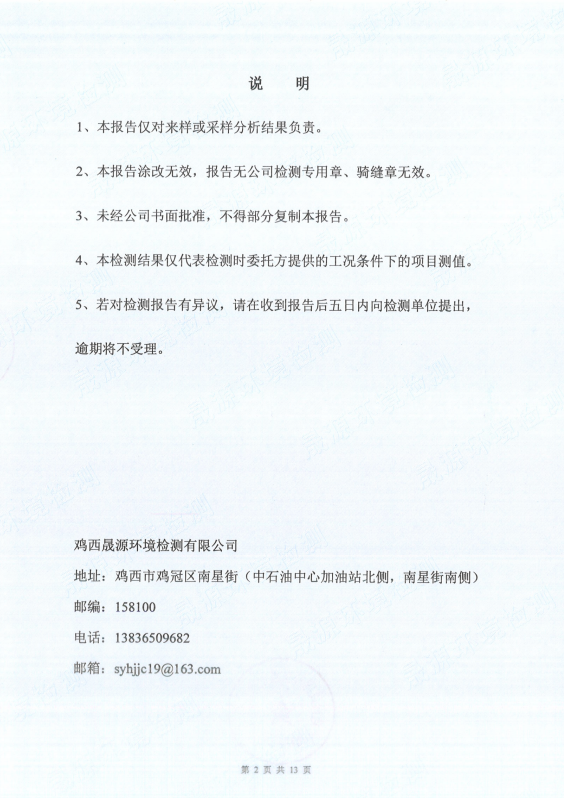 说 明
1、本报告仅对来样或采样分析结果负责。
2、本报告涂改无效，报告无公司检测专用章、骑缝章无效。
3、未经公司书面批准，不得部分复制本报告。
4、本检测结果仅代表检测时委托方提供的工况条件下的项目测值。
5、若对检测报告有异议，请在收到报告后五日内向检测单位提出，
逾期将不受理。
鸡西晟源环境检测有限公司
地址：鸡西市鸡冠区南星街（中石油中心加油站北侧，南星街南侧）
邮编：158100
电话：13836509682
邮箱：syhjjc19@163.com
第 2 页 共 13 页